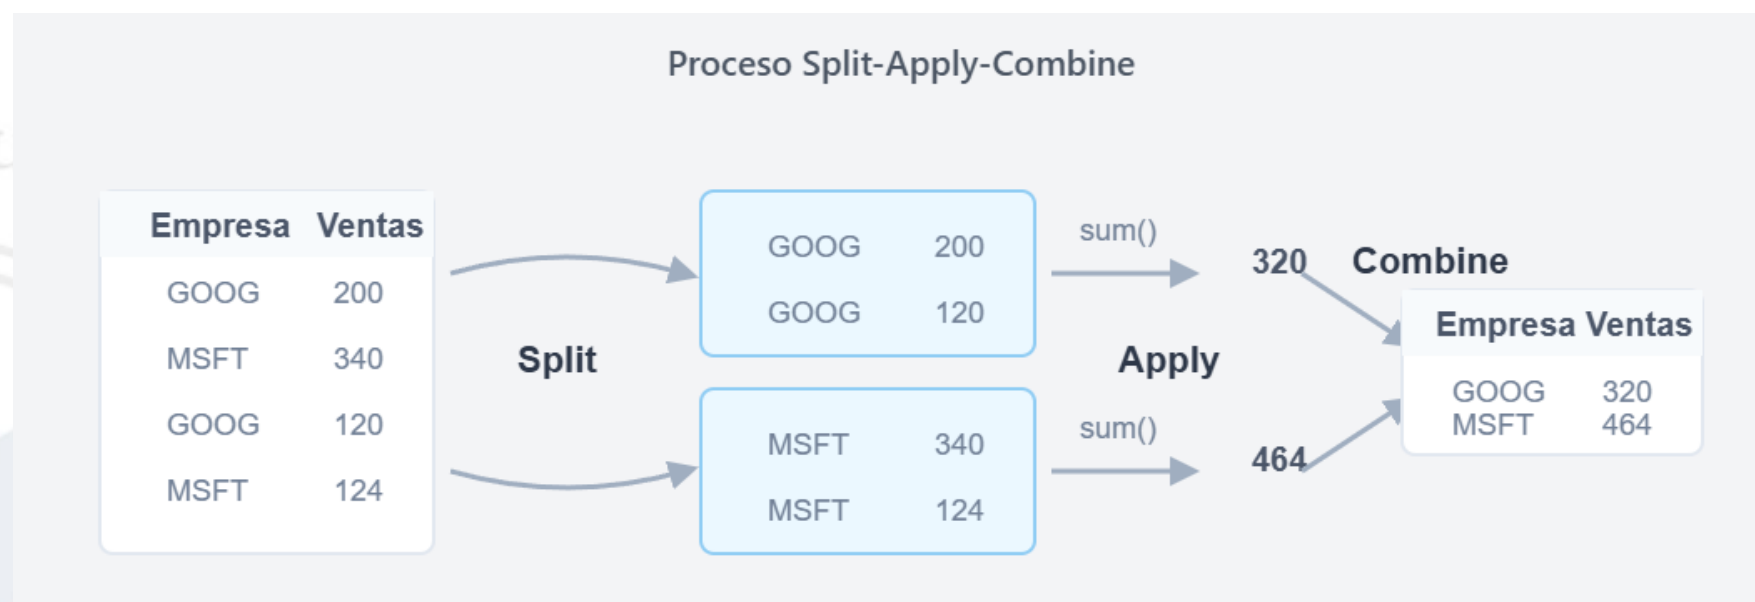 Proceso Split-Apply-Combine
Empresa Ventas
GOOG 200
MSFT 340
GOOG 120
MSFT 124
Split
GOOG 200
GOOG 120
MSFT 340
MSFT 124
sum()
Apply
sum()
320
464
Combine
Empresa Ventas
GOOG 320
MSFT 464